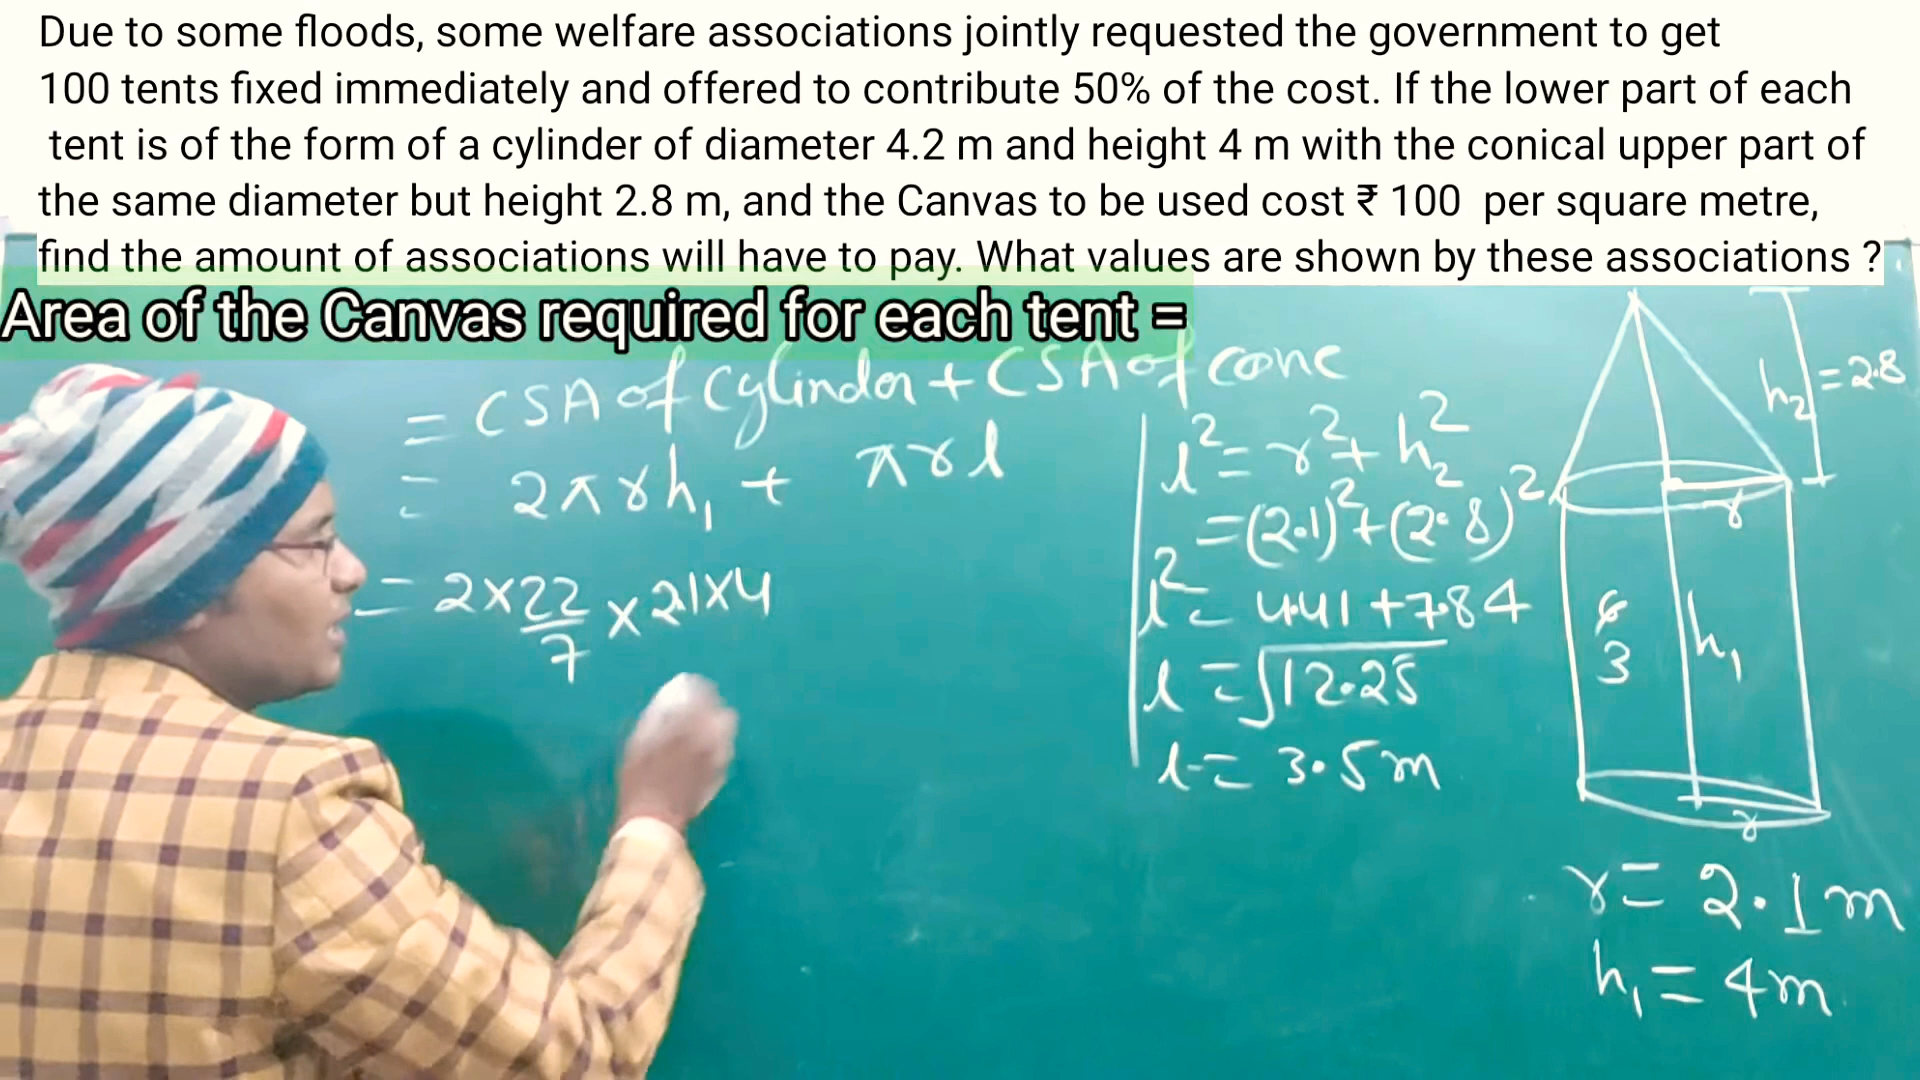 Due to some floods, some welfare associations jointly requested the government to get
100 tents fixed immediately and offered to contribute 50% of the cost. If the lower part of each
tent is of the form of a cylinder of diameter 4.2 m and height 4 m with the conical upper part of
the same diameter but height 2.8 m, and the Canvas to be used cost ₹ 100 per square metre,
find the amount of associations will have to pay. What values are shown by these associations ?
Area of the Canvas required for each tent =
= CSA of Cylinder + CSA of cone
= 2πrh₁ + πrl
= 2×22/7 × 2.1×4
l² = r² + h₂²
= (2.1)² + (2.8)²
l² = 4.41 + 7.84
l = √12.25
l = 3.5m
h₂ = 2.8
r
3
h₁
r
r = 2.1m
h₁ = 4m